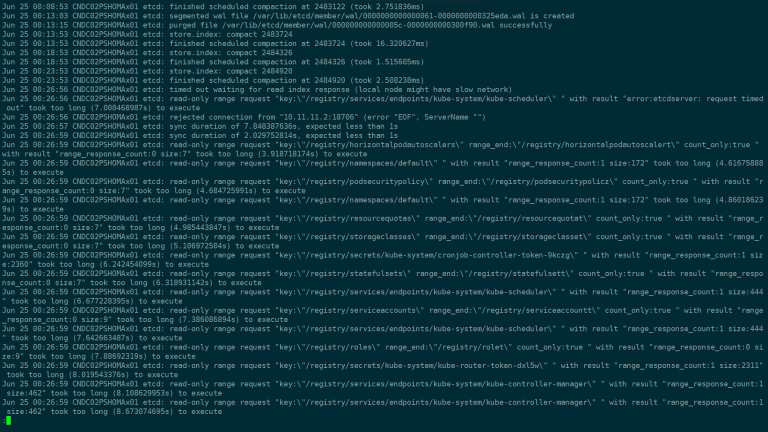 Jun 25 00:08:53 CNDC02PSHOMAx01 etcd: finished scheduled compaction at 2483122 (took 2.751836ms)
Jun 25 00:13:03 CNDC02PSHOMAx01 etcd: segmented wal file /var/lib/etcd/member/wal/0000000000000061-0000000000325eda.wal is created
Jun 25 00:13:15 CNDC02PSHOMAx01 etcd: purged file /var/lib/etcd/member/wal/000000000000005c-0000000000300f90.wal successfully
Jun 25 00:13:53 CNDC02PSHOMAx01 etcd: store.index: compact 2483724
Jun 25 00:13:53 CNDC02PSHOMAx01 etcd: finished scheduled compaction at 2483724 (took 16.320627ms)
Jun 25 00:18:53 CNDC02PSHOMAx01 etcd: store.index: compact 2484326
Jun 25 00:18:53 CNDC02PSHOMAx01 etcd: finished scheduled compaction at 2484326 (took 1.515605ms)
Jun 25 00:23:53 CNDC02PSHOMAx01 etcd: store.index: compact 2484920
Jun 25 00:23:53 CNDC02PSHOMAx01 etcd: finished scheduled compaction at 2484920 (took 2.508238ms)
Jun 25 00:26:56 CNDC02PSHOMAx01 etcd: timed out waiting for read index response (local node might have slow network)
Jun 25 00:26:56 CNDC02PSHOMAx01 etcd: read-only range request "key:\"/registry/services/endpoints/kube-system/kube-scheduler\" " with result "error:etcdserver: request timed
out" took too long (7.000468987s) to execute
Jun 25 00:26:56 CNDC02PSHOMAx01 etcd: rejected connection from "10.11.11.2:18706" (error "EOF", ServerName "")
Jun 25 00:26:57 CNDC02PSHOMAx01 etcd: sync duration of 7.848387636s, expected less than 1s
Jun 25 00:26:59 CNDC02PSHOMAx01 etcd: sync duration of 2.029752814s, expected less than 1s
Jun 25 00:26:59 CNDC02PSHOMAx01 etcd: read-only range request "key:\"/registry/horizontalpodautoscalers\" range_end:\"/registry/horizontalpodautoscalert\" count_only:true "
with result "range_response_count:0 size:7" took too long (3.918718174s) to execute
Jun 25 00:26:59 CNDC02PSHOMAx01 etcd: read-only range request "key:\"/registry/namespaces/default\" " with result "range_response_count:1 size:172" took too long (4.61675888
5s) to execute
Jun 25 00:26:59 CNDC02PSHOMAx01 etcd: read-only range request "key:\"/registry/podsecuritypolicy\" range_end:\"/registry/podsecuritypolicz\" count_only:true " with result "r
ange_response_count:0 size:7" took too long (4.684725991s) to execute
Jun 25 00:26:59 CNDC02PSHOMAx01 etcd: read-only range request "key:\"/registry/namespaces/default\" " with result "range_response_count:1 size:172" took too long (4.86018623
9s) to execute
Jun 25 00:26:59 CNDC02PSHOMAx01 etcd: read-only range request "key:\"/registry/resourcequotas\" range_end:\"/registry/resourcequotat\" count_only:true " with result "range_r
esponse_count:0 size:7" took too long (4.985443847s) to execute
Jun 25 00:26:59 CNDC02PSHOMAx01 etcd: read-only range request "key:\"/registry/storageclasses\" range_end:\"/registry/storageclasset\" count_only:true " with result "range_r
esponse_count:0 size:7" took too long (5.106972584s) to execute
Jun 25 00:26:59 CNDC02PSHOMAx01 etcd: read-only range request "key:\"/registry/secrets/kube-system/cronjob-controller-token-9kczg\" " with result "range_response_count:1 siz
e:2360" took too long (6.242454099s) to execute
Jun 25 00:26:59 CNDC02PSHOMAx01 etcd: read-only range request "key:\"/registry/statefulsets\" range_end:\"/registry/statefulsett\" count_only:true " with result "range_respo
nse_count:0 size:7" took too long (6.318931142s) to execute
Jun 25 00:26:59 CNDC02PSHOMAx01 etcd: read-only range request "key:\"/registry/services/endpoints/kube-system/kube-scheduler\" " with result "range_response_count:1 size:444
" took too long (6.677228395s) to execute
Jun 25 00:26:59 CNDC02PSHOMAx01 etcd: read-only range request "key:\"/registry/serviceaccounts\" range_end:\"/registry/serviceaccountt\" count_only:true " with result "range
_response_count:0 size:9" took too long (7.386086894s) to execute
Jun 25 00:26:59 CNDC02PSHOMAx01 etcd: read-only range request "key:\"/registry/services/endpoints/kube-system/kube-scheduler\" " with result "range_response_count:1 size:444
" took too long (7.642663487s) to execute
Jun 25 00:26:59 CNDC02PSHOMAx01 etcd: read-only range request "key:\"/registry/roles\" range_end:\"/registry/rolet\" count_only:true " with result "range_response_count:0 si
ze:9" took too long (7.88692319s) to execute
Jun 25 00:26:59 CNDC02PSHOMAx01 etcd: read-only range request "key:\"/registry/secrets/kube-system/kube-router-token-dxl5w\" " with result "range_response_count:1 size:2311"
took too long (8.019543376s) to execute
Jun 25 00:26:59 CNDC02PSHOMAx01 etcd: read-only range request "key:\"/registry/services/endpoints/kube-system/kube-controller-manager\" " with result "range_response_count:1
size:462" took too long (8.108629953s) to execute
Jun 25 00:26:59 CNDC02PSHOMAx01 etcd: read-only range request "key:\"/registry/services/endpoints/kube-system/kube-controller-manager\" " with result "range_response_count:1
size:462" took too long (8.673074695s) to execute
: